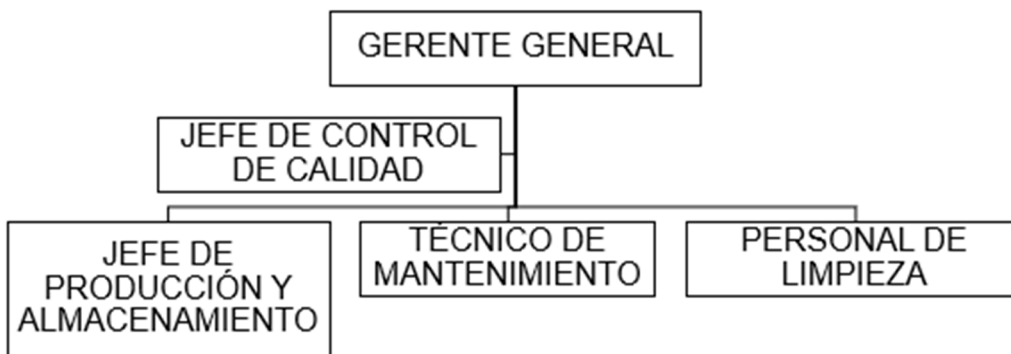 GERENTE GENERAL
JEFE DE CONTROL
DE CALIDAD
JEFE DE
PRODUCCIÓN Y
ALMACENAMIENTO
TÉCNICO DE
MANTENIMIENTO
PERSONAL DE
LIMPIEZA